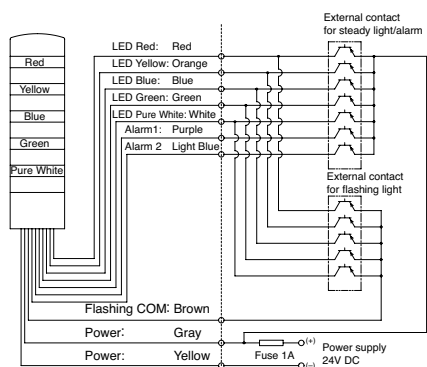 External contact
for steady light/alarm
LED Red: Red
LED Yellow: Orange
LED Blue: Blue
LED Green: Green
LED Pure White: White
Alarm1: Purple
Alarm 2 Light Blue
Red
Yellow
Blue
Green
Pure White
External contact
for flashing light
Flashing COM: Brown
Power: Gray
(+)
Fuse 1A
Power supply
24V DC
Power: Yellow
(−)